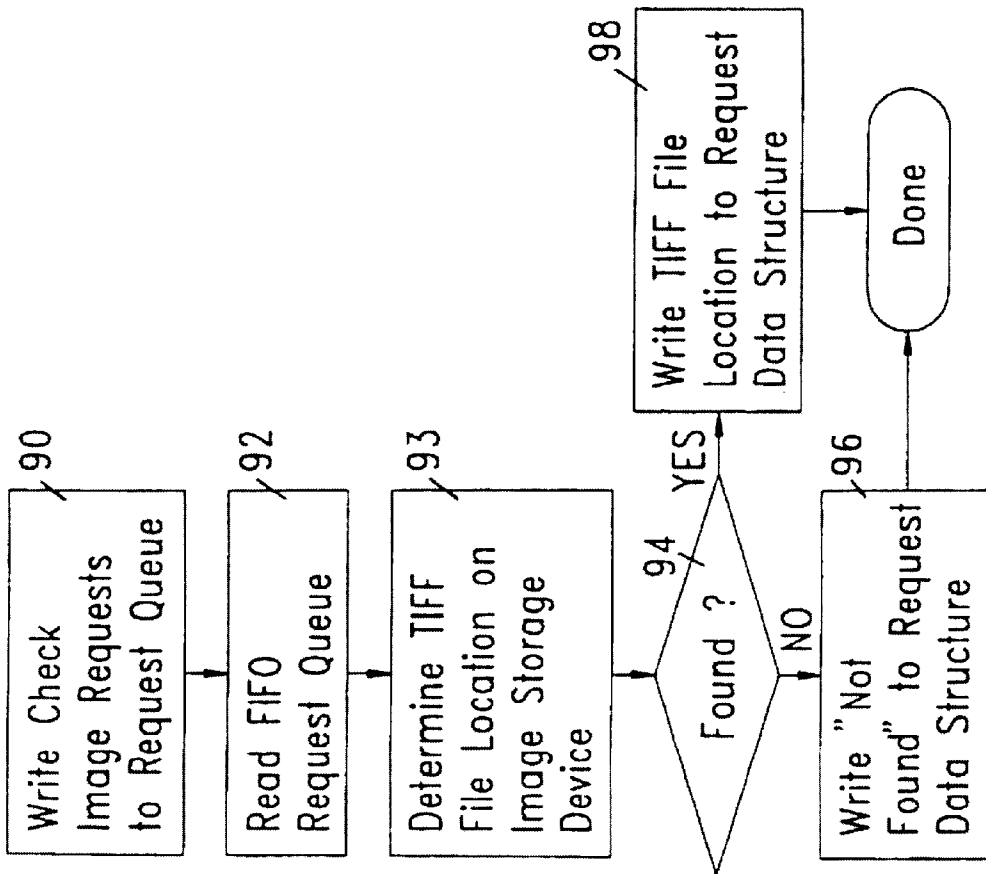 90
Write Check
Image Requests
to Request Queue
92
Read FIFO
Request Queue
93
Determine TIFF
File Location on
Image Storage
Device
94
Found ?
YES
NO
98
Write TIFF File
Location to Request
Data Structure
96
Write "Not
Found" to Request
Data Structure
Done